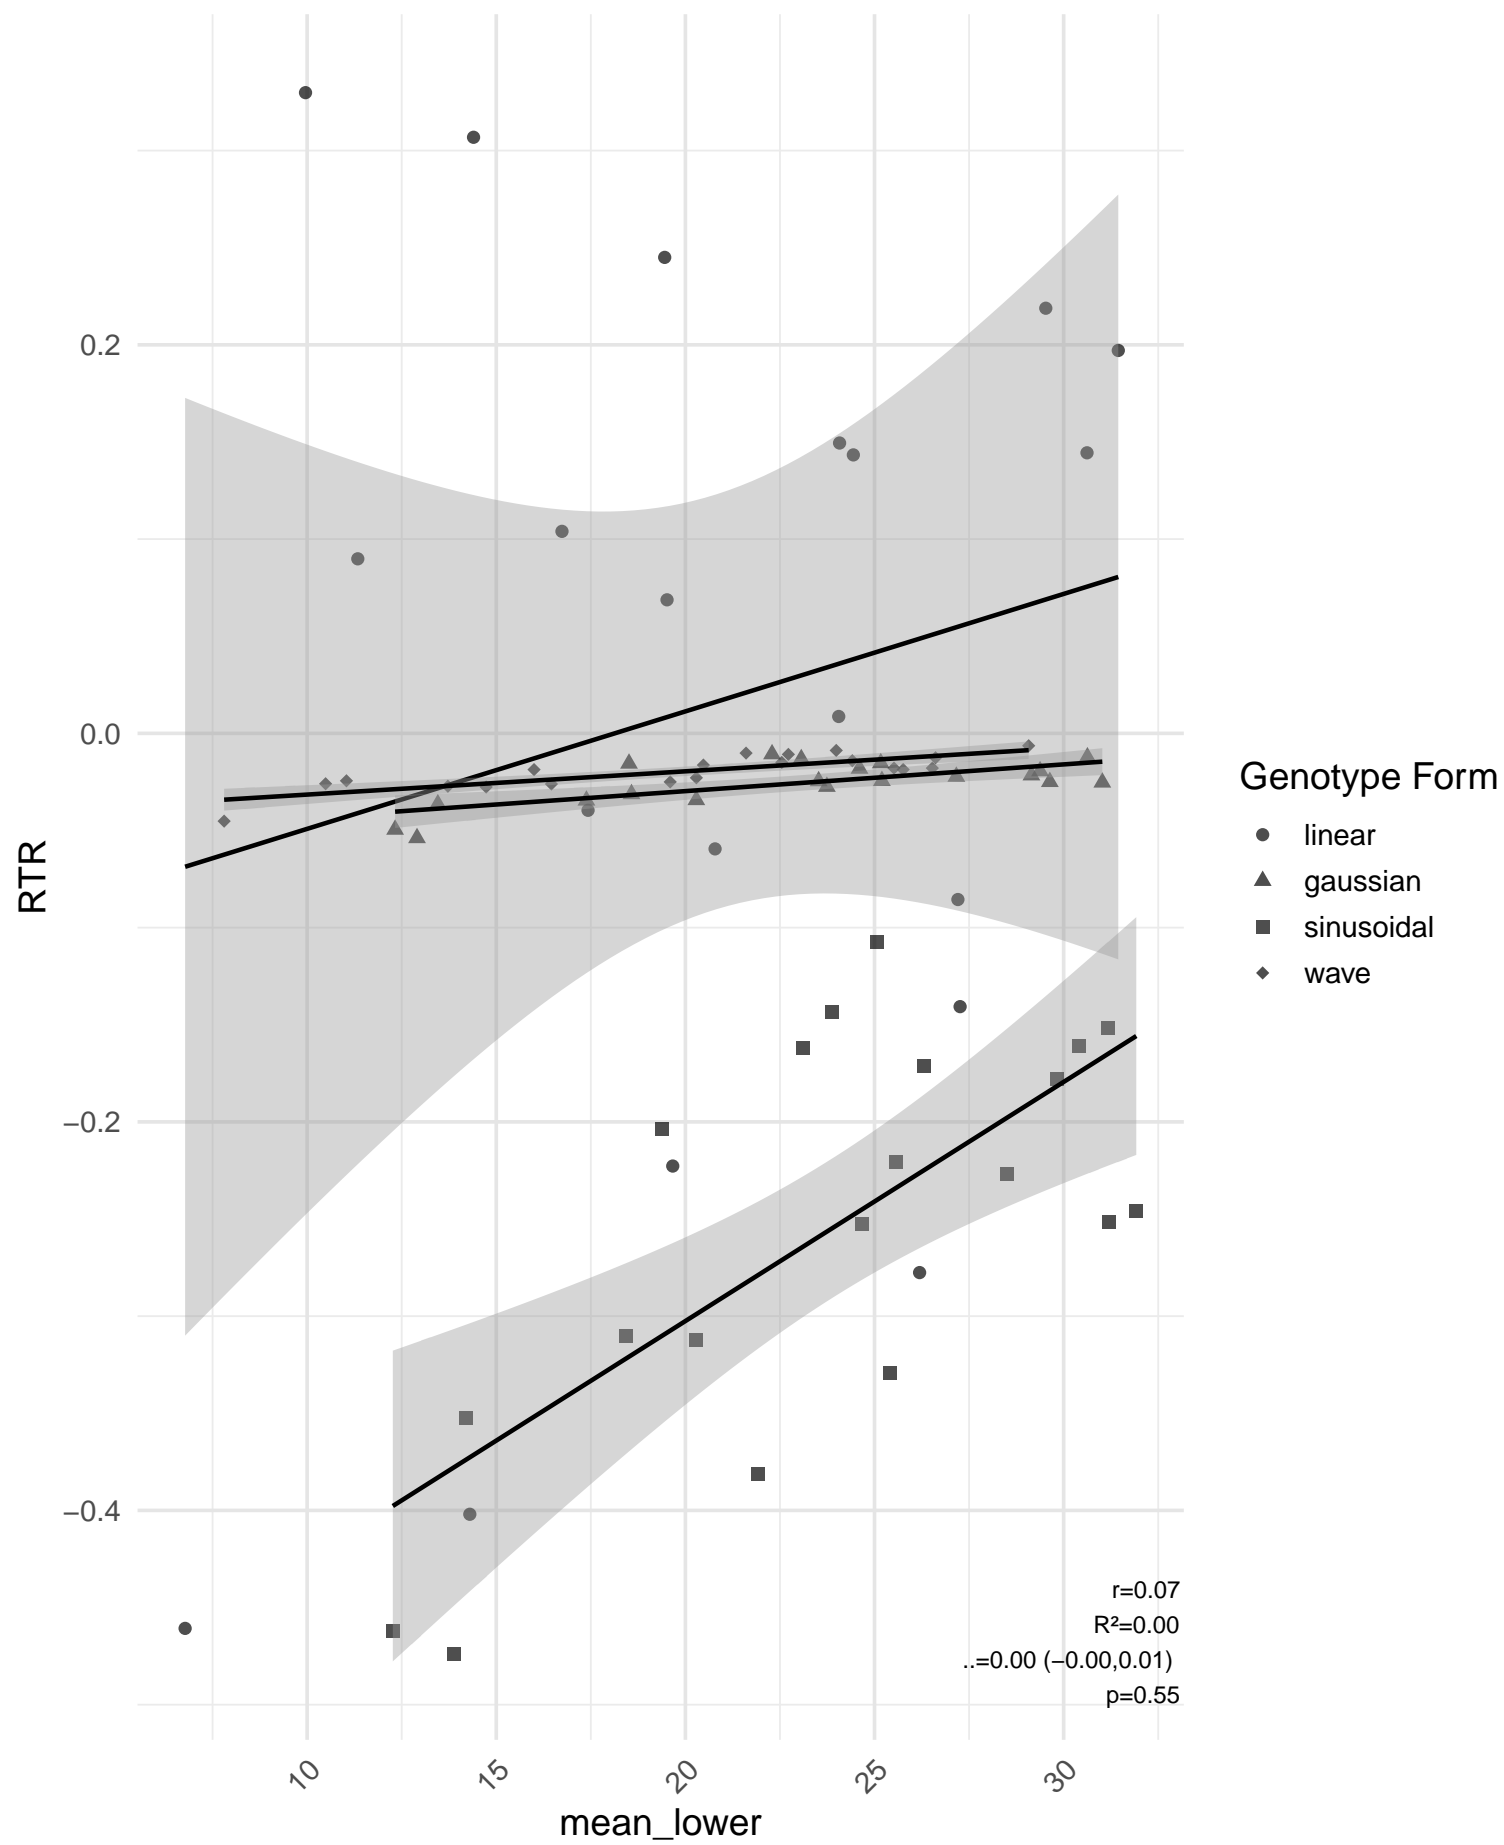 RTR
0.2
0.0
−0.2
−0.4
10
15
20
25
30
mean_lower
Genotype Form
linear
gaussian
sinusoidal
wave
r=0.07
R²=0.00
..=0.00 (−0.00,0.01)
p=0.55